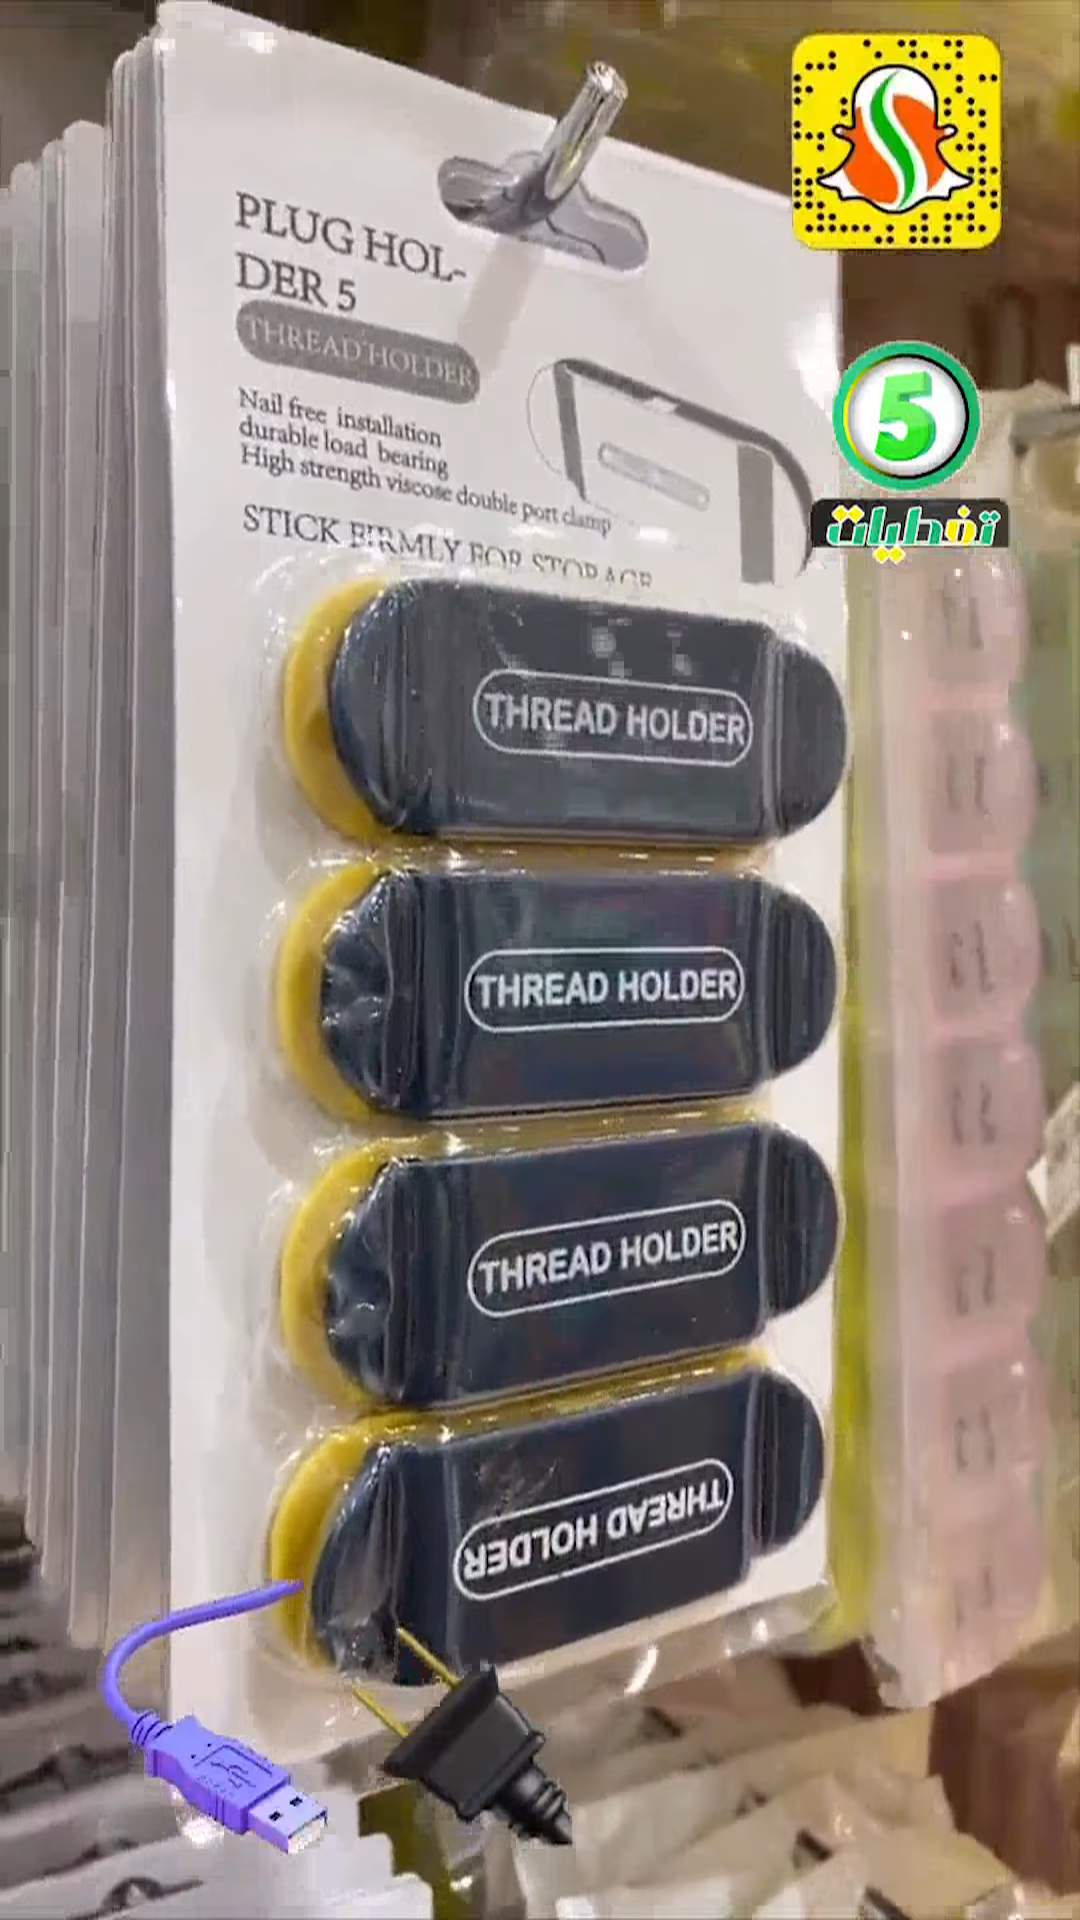 PLUG HOL-
DER 5
THREAD HOLDER
Nail free installation
durable load bearing
High strength viscose double port clamp
STICK FIRMLY FOR STORAGE
5
تغطيات
THREAD HOLDER
THREAD HOLDER
THREAD HOLDER
THREAD HOLDER